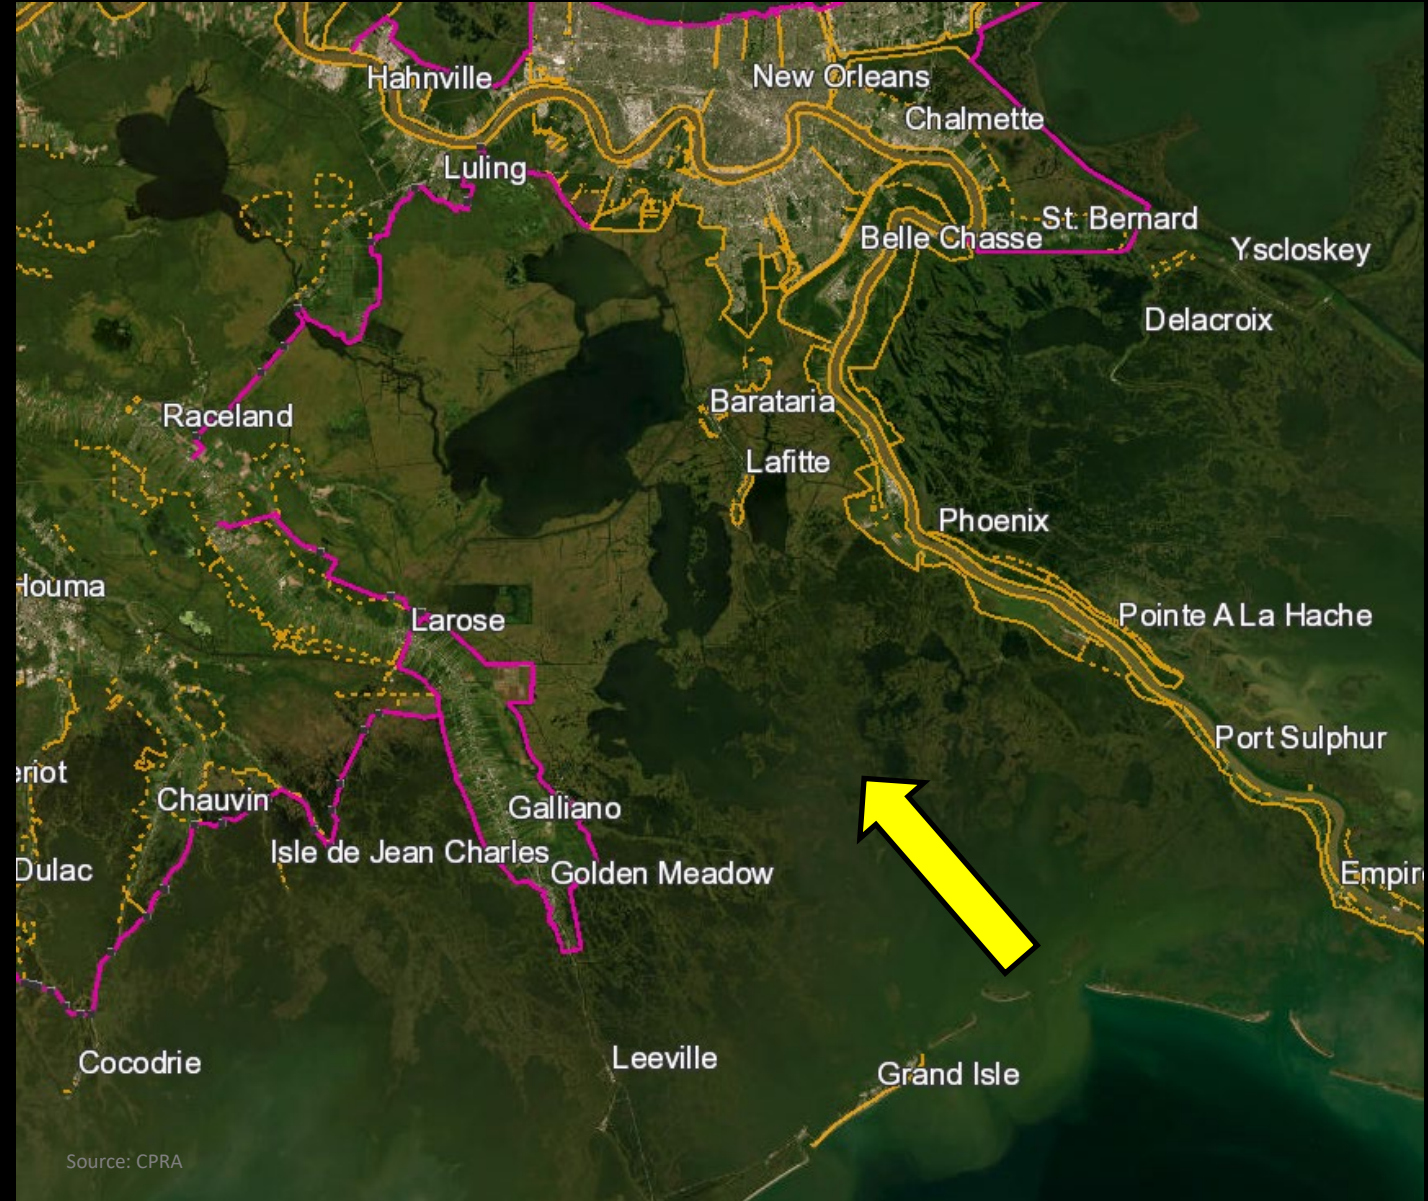 Hahnville
New Orleans
Chalmette
Luling
St. Bernard
Belle Chasse
Yscloskey
Delacroix
Barataria
Raceland
Lafitte
Phoenix
Houma
Larose
Pointe A La Hache
Port Sulphur
eriot
Chauvin
Galliano
Isle de Jean Charles
Golden Meadow
Dulac
Empir
Cocodrie
Leeville
Grand Isle
Source: CPRA